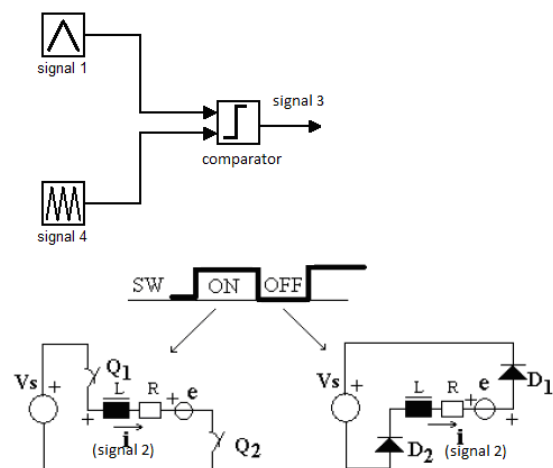 signal 1
signal 3
comparator
signal 4
SW ON OFF
Vs + Q1 L R + e
+ i
(signal 2)
Q2
Vs + L R e + D1
+ i
(signal 2)
D2